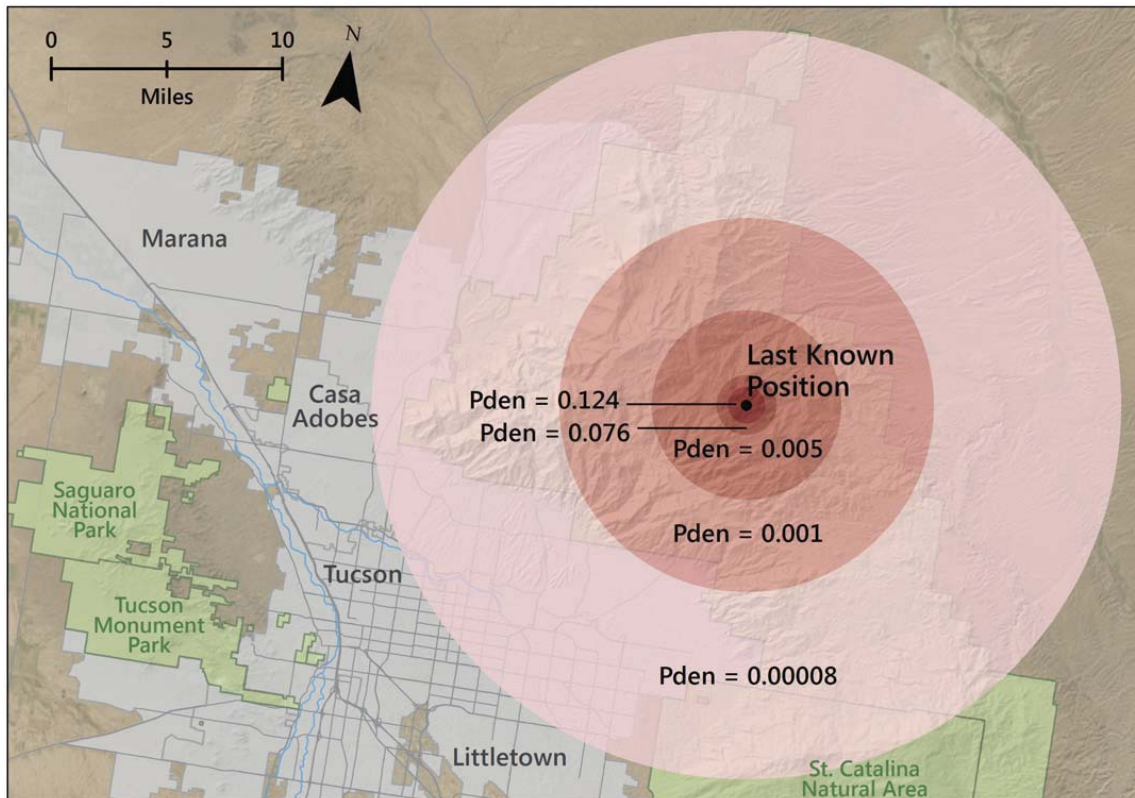 0 5 10
Miles
N
Marana
Last Known
Position
Casa
Adobes
Pden = 0.124
Pden = 0.076
Pden = 0.005
Saguaro
National
Park
Pden = 0.001
Tucson
Tucson
Monument
Park
Pden = 0.00008
Littletown
St. Catalina
Natural Area